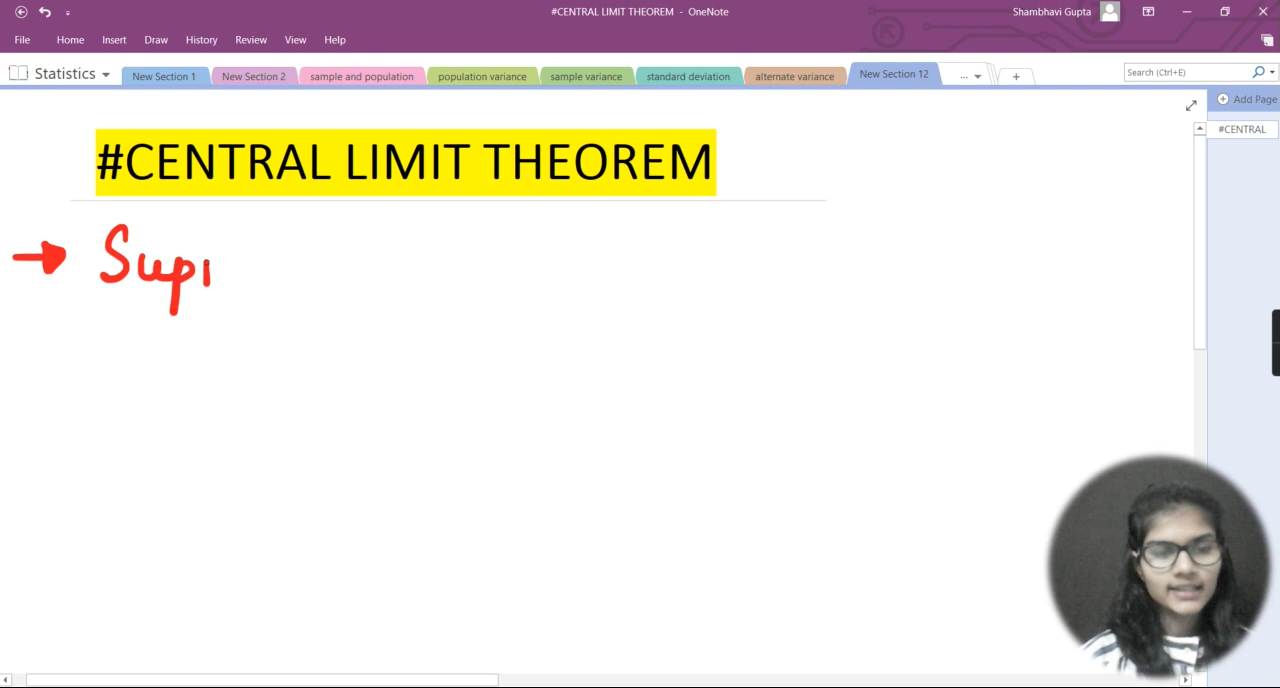 #CENTRAL LIMIT THEOREM - OneNote
Shambhavi Gupta
File Home Insert Draw History Review View Help
Statistics New Section 1 New Section 2 sample and population population variance sample variance standard deviation alternate variance New Section 12 ... + Search (Ctrl+E)
Add Page
#CENTRAL
#CENTRAL LIMIT THEOREM
→ Sup